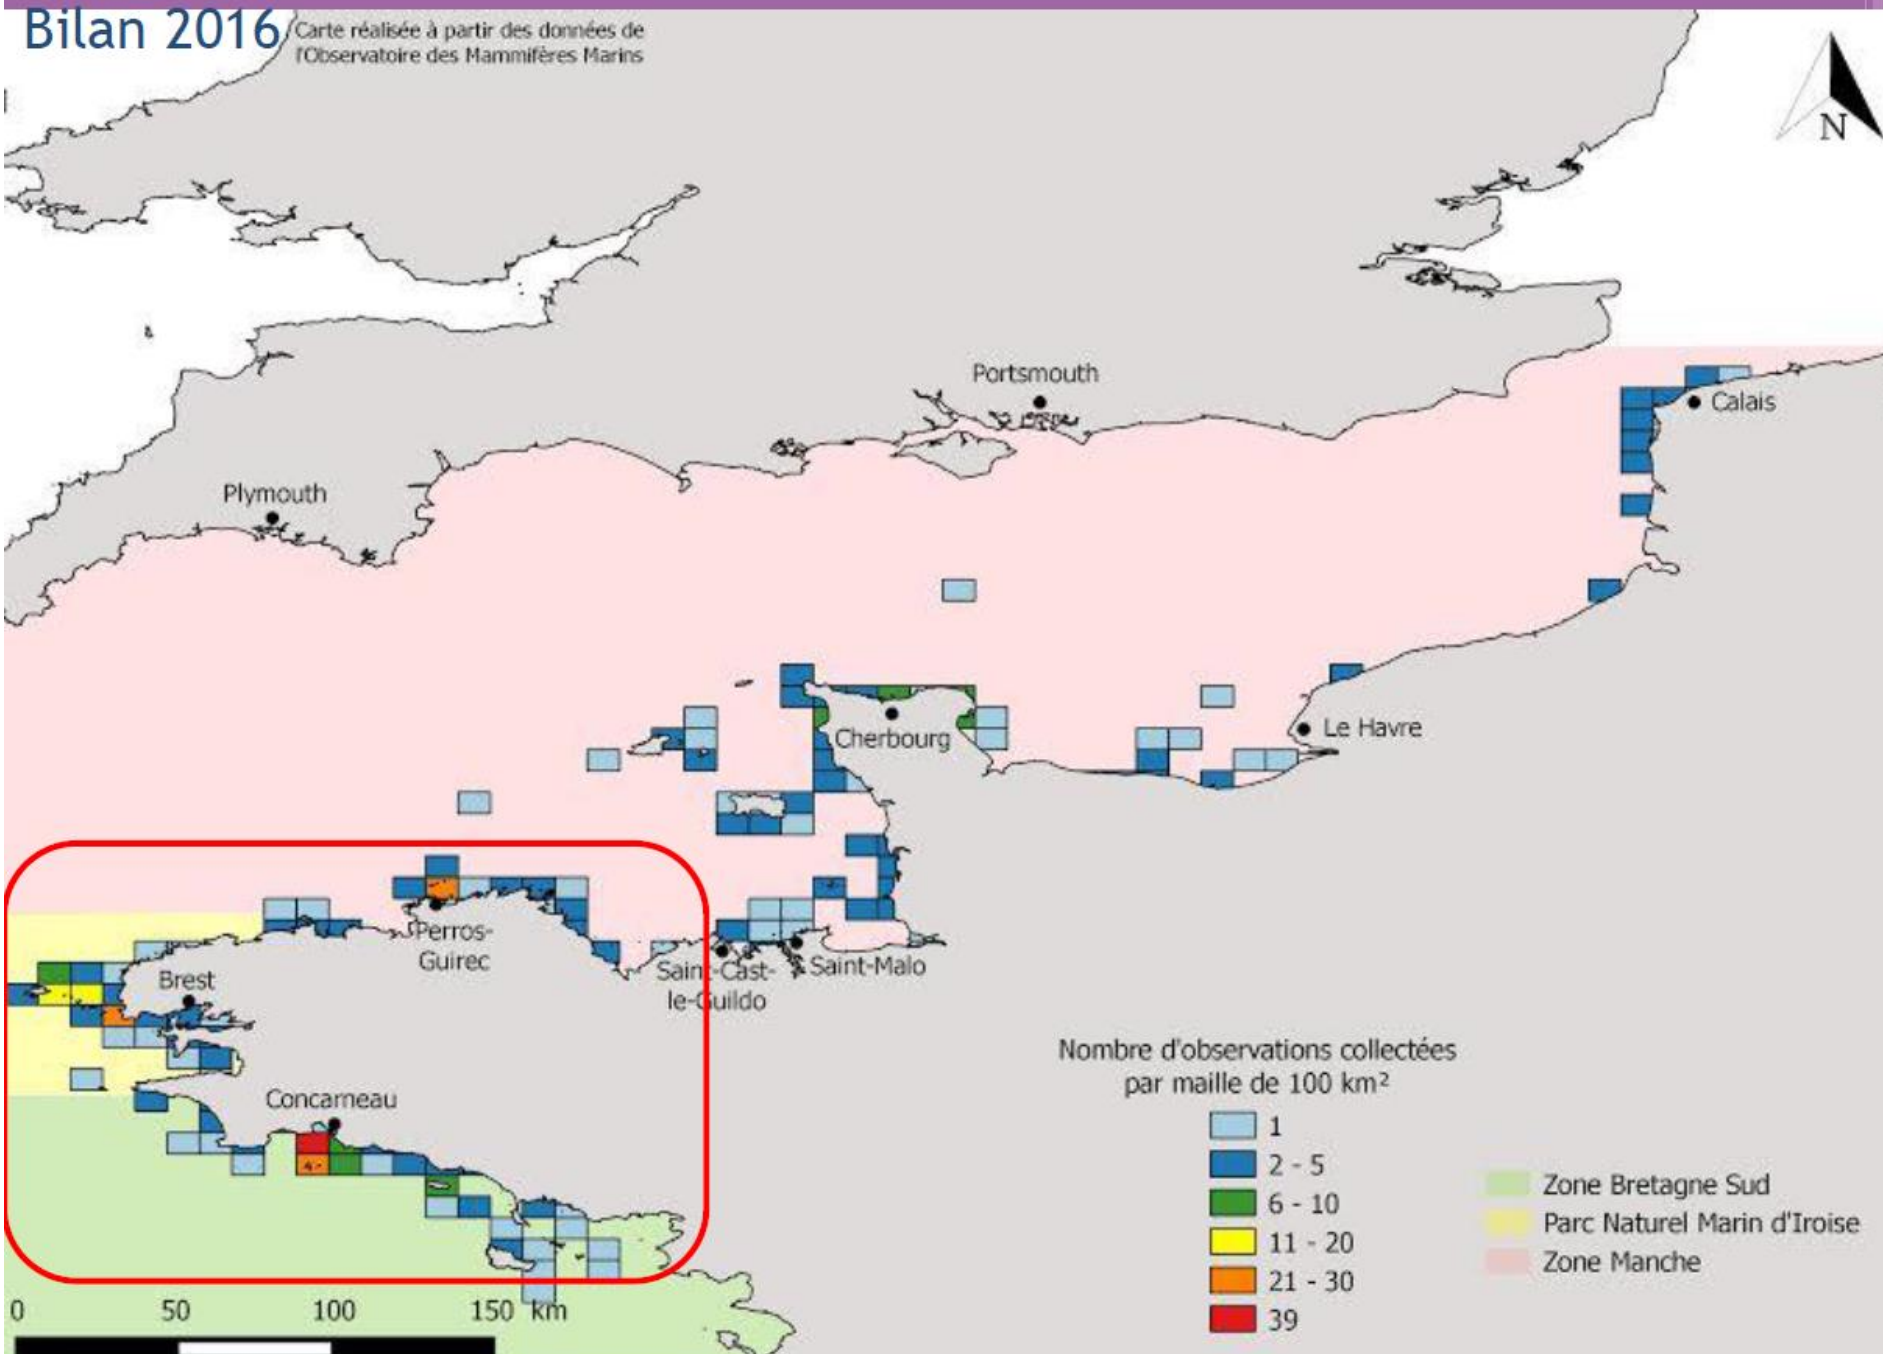 Bilan 2016
Carte réalisée à partir des données de
l'Observatoire des Mammifères Marins
N
Portsmouth
Calais
Plymouth
Cherbourg
Le Havre
Perros-
Guirec
Saint-Cast-
le-Guildo
Saint-Malo
Brest
Concarneau
Nombre d'observations collectées
par maille de 100 km²
1
2 - 5
6 - 10
11 - 20
21 - 30
39
Zone Bretagne Sud
Parc Naturel Marin d'Iroise
Zone Manche
0 50 100 150 km